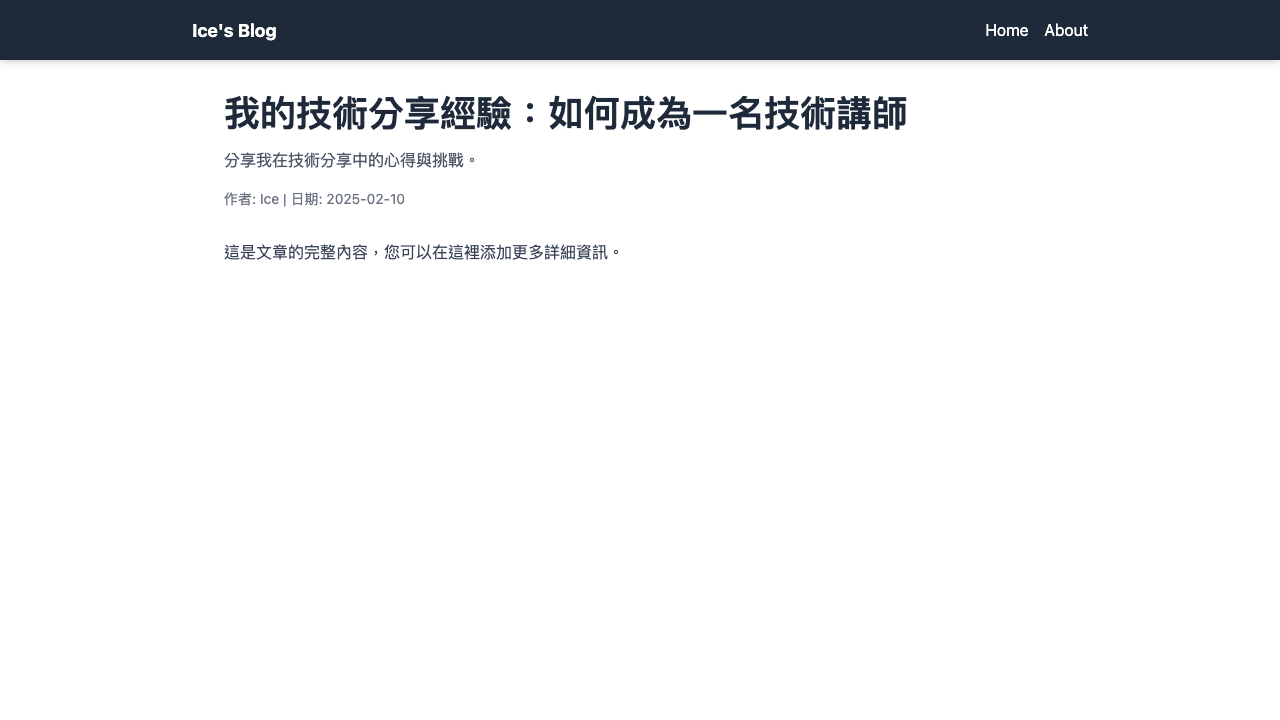 Ice's Blog
Home
About
我的技術分享經驗：如何成為一名技術講師
分享我在技術分享中的心得與挑戰。
作者: Ice | 日期: 2025-02-10
這是文章的完整內容，您可以在這裡添加更多詳細資訊。